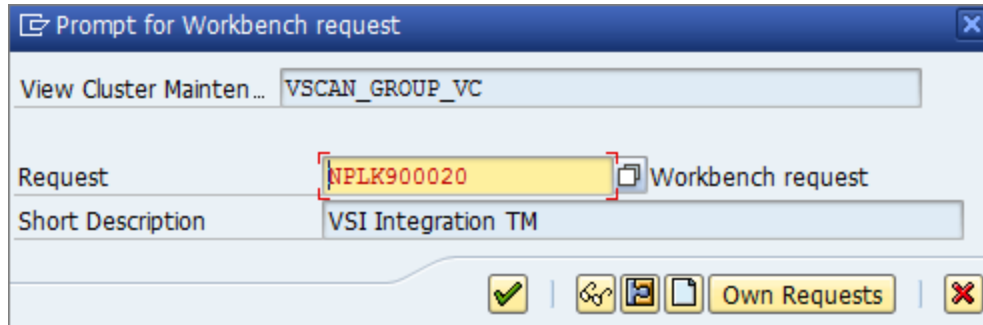 Prompt for Workbench request
View Cluster Mainten… VSCAN_GROUP_VC
Request NPLK900020 Workbench request
Short Description VSI Integration TM
Own Requests